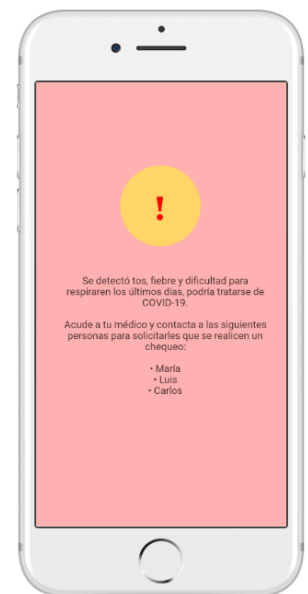 !
Se detectó tos, fiebre y dificultad para
respiraren los últimos días, podría tratarse de
COVID-19.
Acude a tu médico y contacta a las siguientes
personas para solicitarles que se realicen un
chequeo:
• María
• Luis
• Carlos